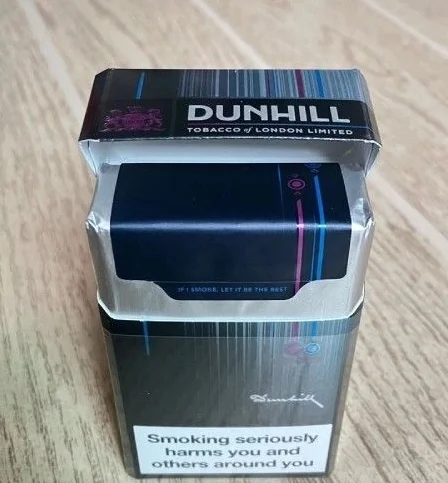 DUNHILL
TOBACCO of LONDON LIMITED
IF I SMOKE, LET IT BE THE BEST
Dunhill
Smoking seriously
harms you and
others around you